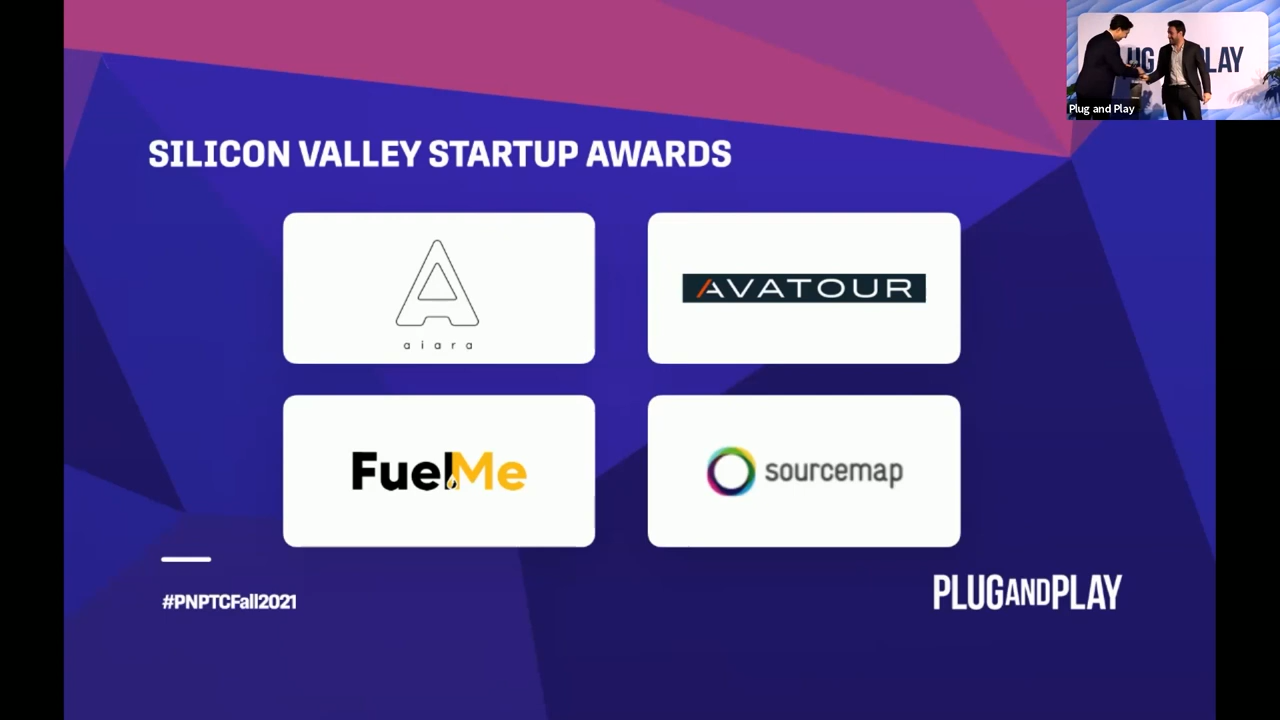 SILICON VALLEY STARTUP AWARDS
aiara
AVATOUR
FuelMe
sourcemap
#PNPTCFall2021
PLUGANDPLAY
Plug and Play